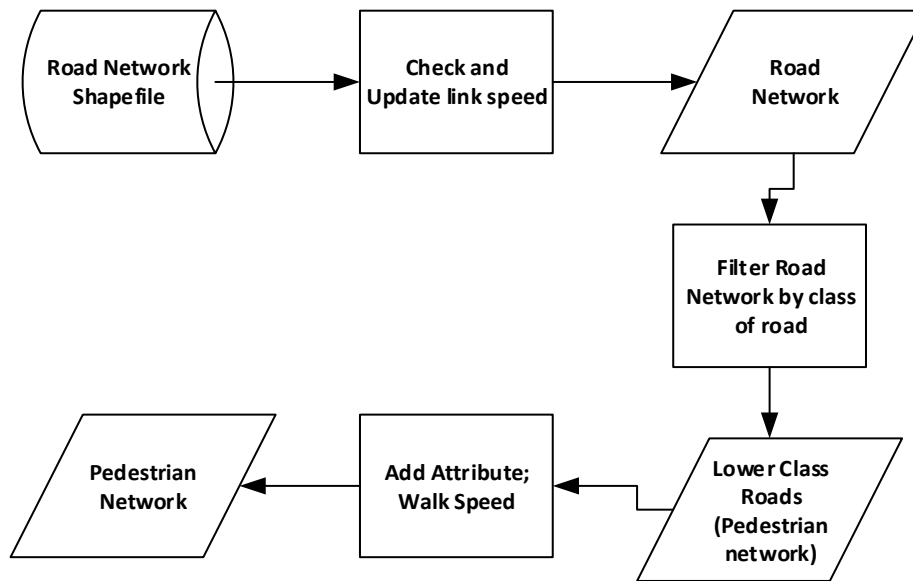 Road Network
Shapefile
Check and
Update link speed
Road
Network
Filter Road
Network by class
of road
Lower Class
Roads
(Pedestrian
network)
Add Attribute;
Walk Speed
Pedestrian
Network